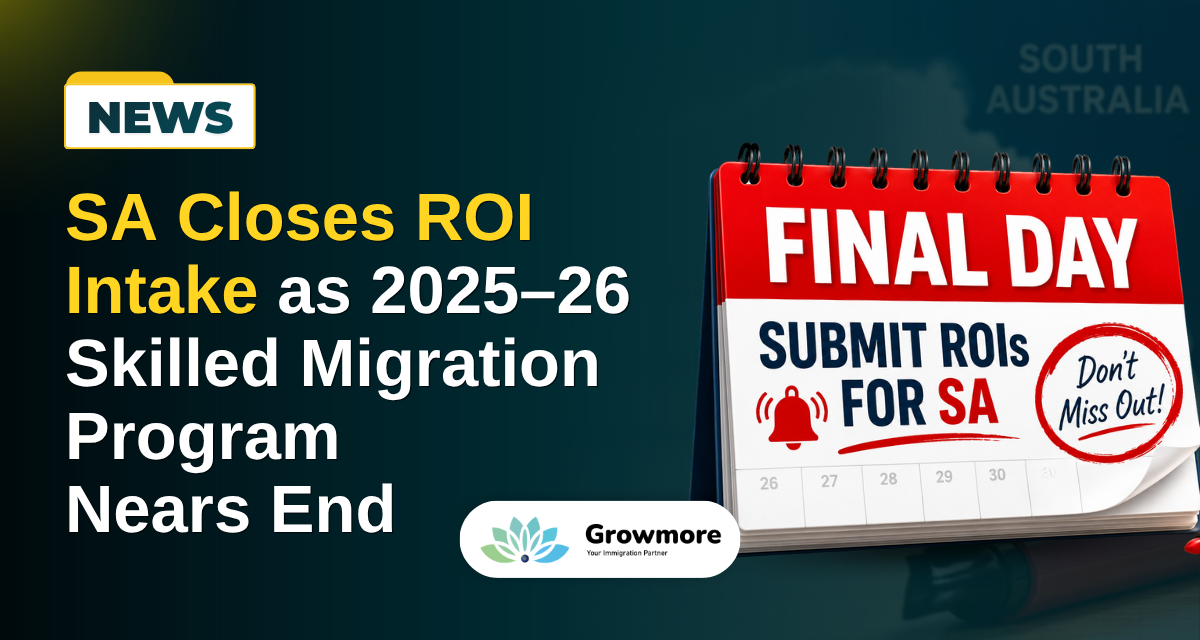 NEWS
SA Closes ROI
Intake as 2025–26
Skilled Migration
Program
Nears End
SOUTH
AUSTRALIA
FINAL DAY
SUBMIT ROIs
FOR SA
Don't
Miss Out!
26 27 28 29 30
Growmore
Your Immigration Partner